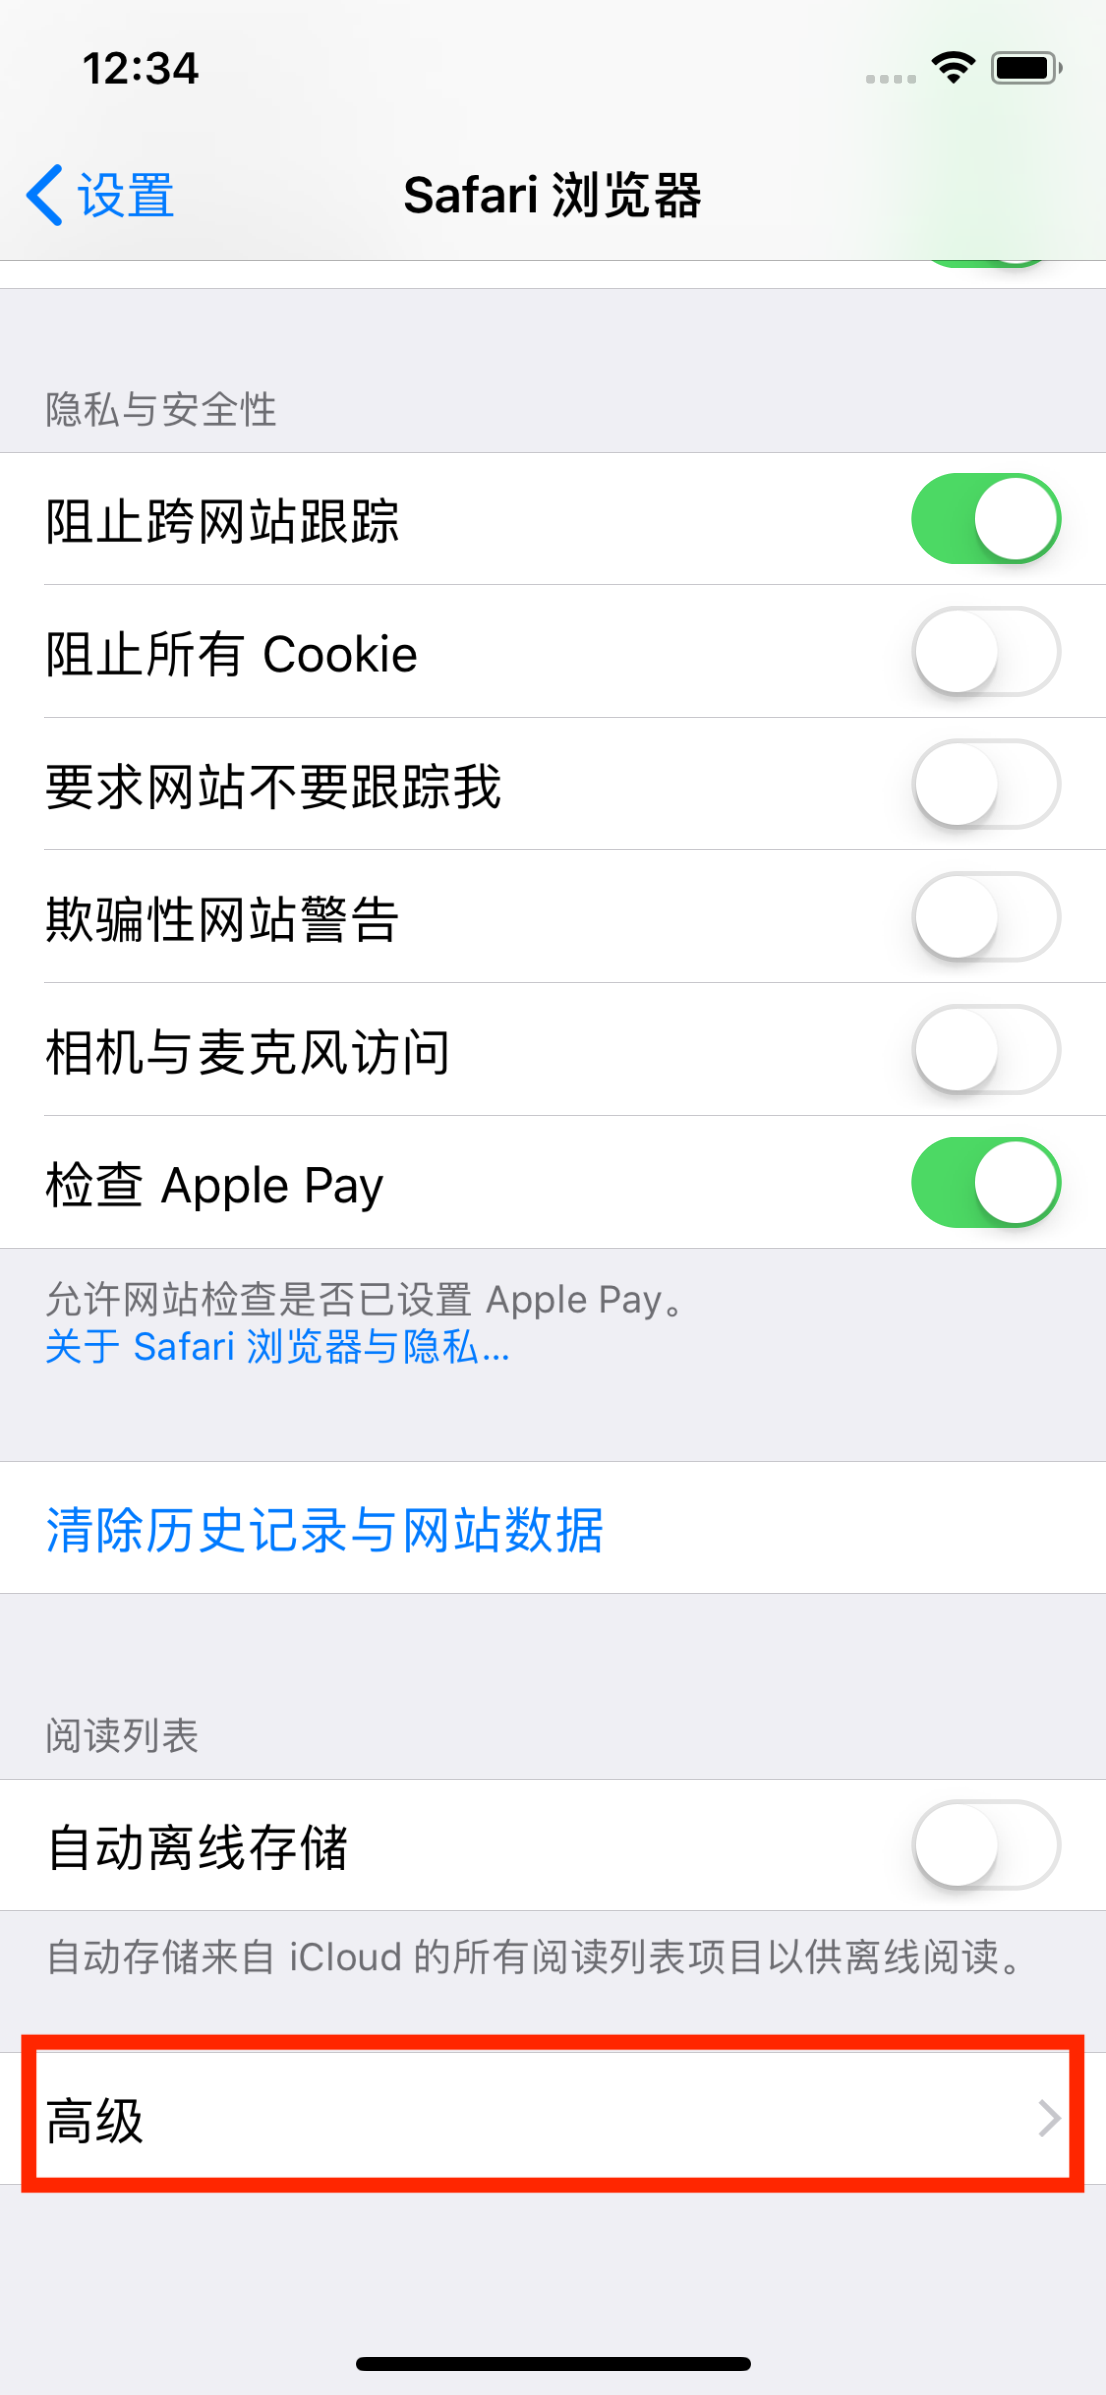 12:34
设置
Safari 浏览器
隐私与安全性
阻止跨网站跟踪
阻止所有 Cookie
要求网站不要跟踪我
欺骗性网站警告
相机与麦克风访问
检查 Apple Pay
允许网站检查是否已设置 Apple Pay。
关于 Safari 浏览器与隐私...
清除历史记录与网站数据
阅读列表
自动离线存储
自动存储来自 iCloud 的所有阅读列表项目以供离线阅读。
高级